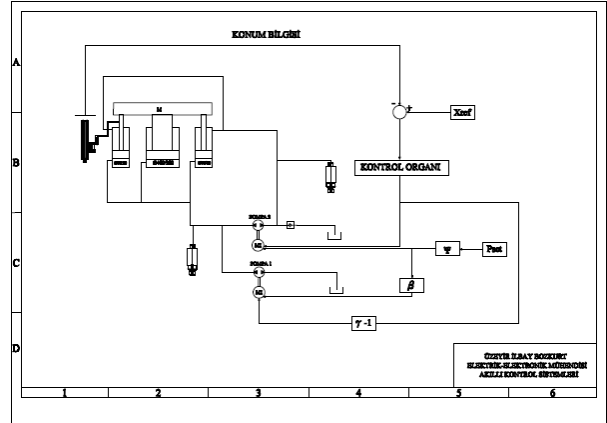 KONUM BİLGİSİ
A
M
- +
Xref
B
KONTROL ORGANI
POMPA 2
M2
Ψ
Pset
C
POMPA 1
M1
β
γ -1
D
ÜZEYİR İLBAY BOZKURT
ELEKTRİK-ELEKTRONİK MÜHENDİSİ
AKILLI KONTROL SİSTEMLERİ
1 2 3 4 5 6